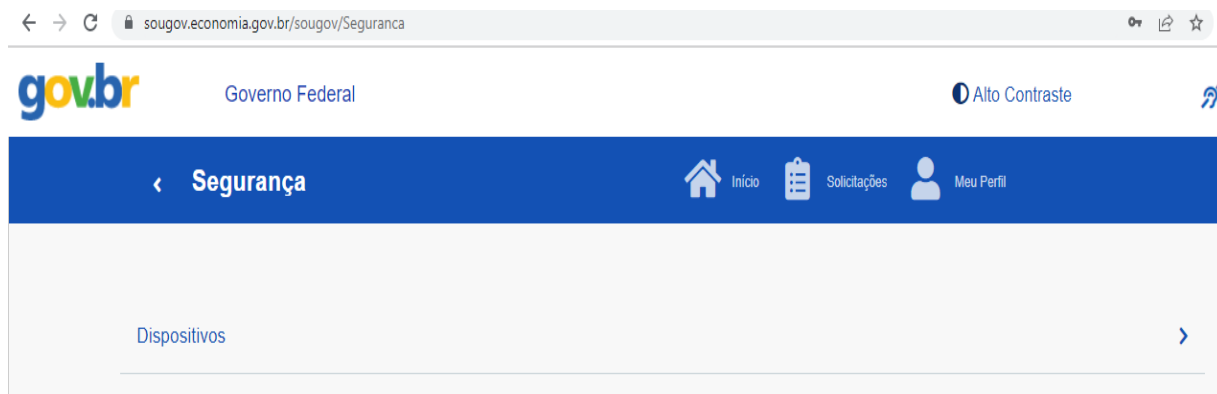 sougov.economia.gov.br/sougov/Seguranca
gov.br Governo Federal Alto Contraste
Segurança Início Solicitações Meu Perfil
Dispositivos